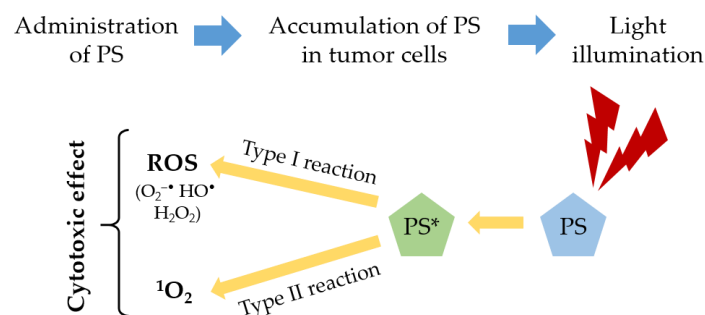 Administration
of PS
Accumulation of PS
in tumor cells
Light
illumination
Cytotoxic effect
ROS
(O₂⁻• HO•
H₂O₂)
Type I reaction
PS*
PS
¹O₂
Type II reaction